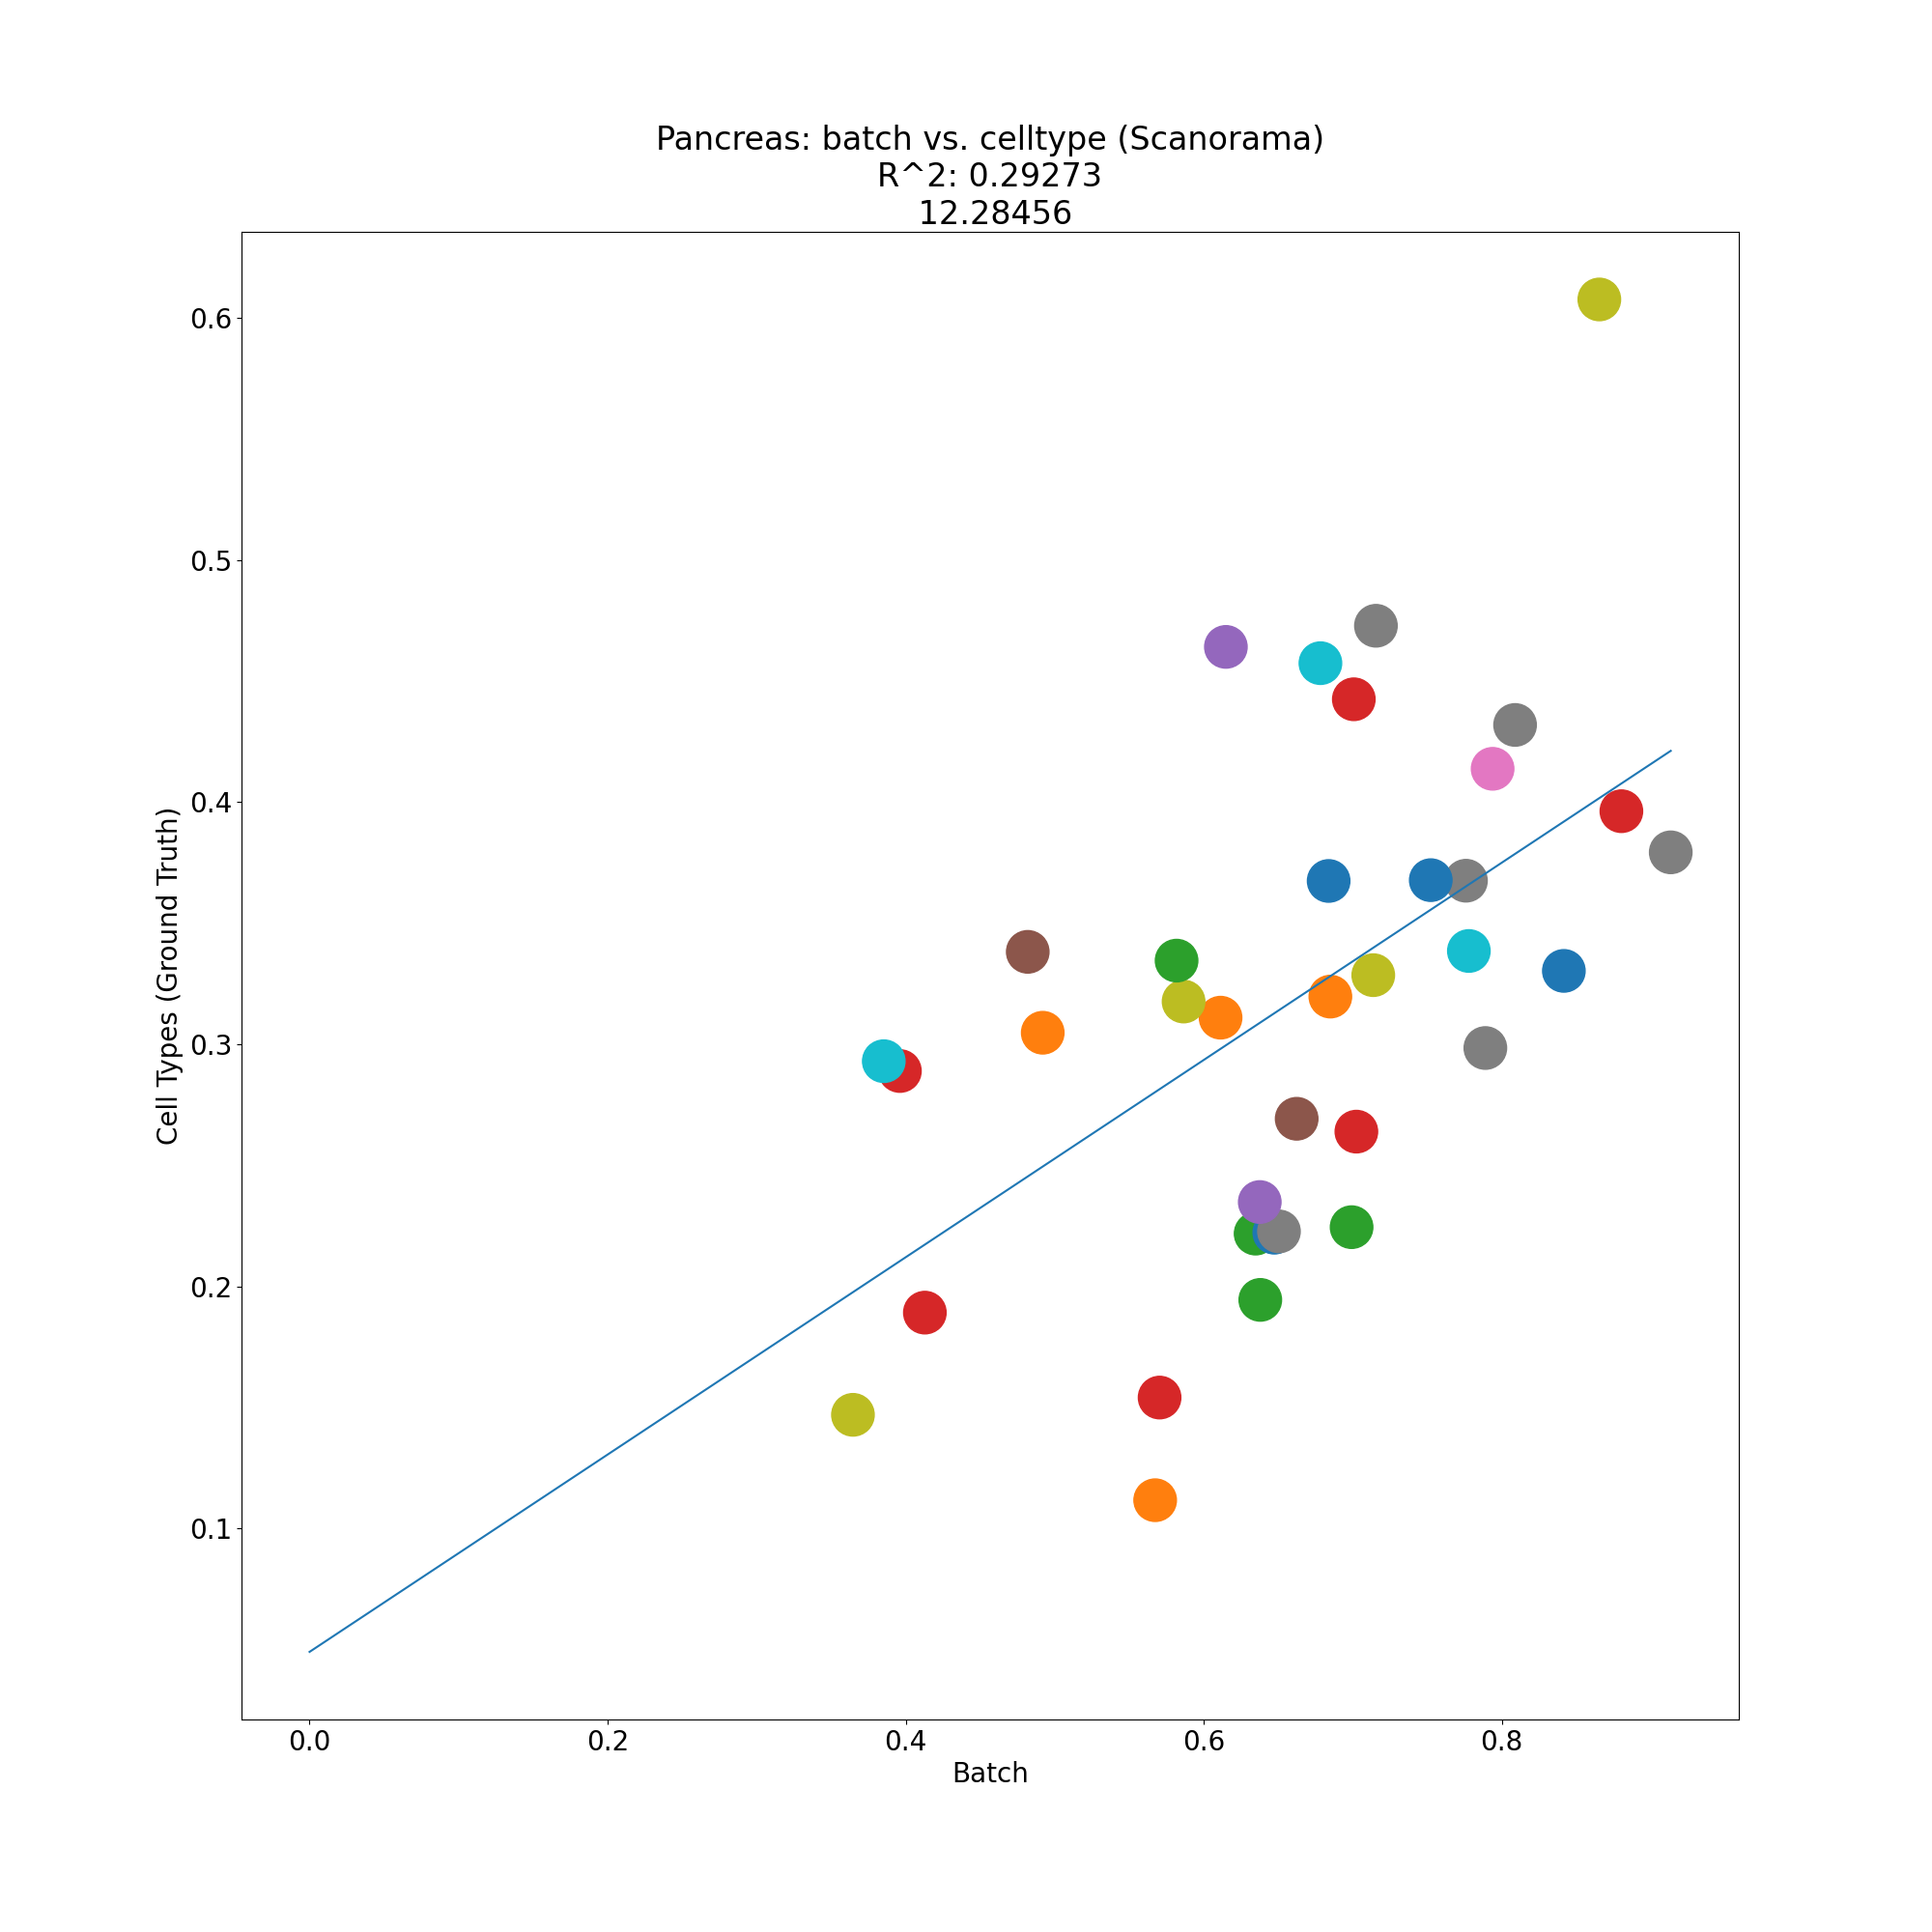 Pancreas: batch vs. celltype (Scanorama)
R^2: 0.29273
12.28456
0.6
0.5
0.4
0.3
0.2
0.1
Cell Types (Ground Truth)
0.0 0.2 0.4 0.6 0.8
Batch